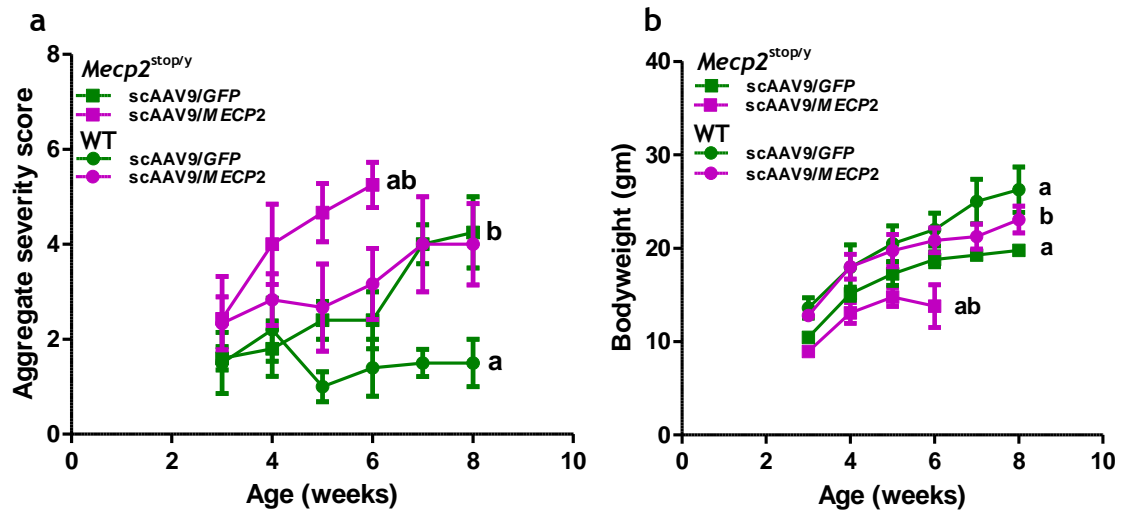 a
Aggregate severity score
8
6
4
2
0
Mecp2stop/y
scAAV9/GFP
scAAV9/MECP2
WT
scAAV9/GFP
scAAV9/MECP2
ab
b
a
0 2 4 6 8 10
Age (weeks)
b
Bodyweight (gm)
40
30
20
10
0
Mecp2stop/y
scAAV9/GFP
scAAV9/MECP2
WT
scAAV9/GFP
scAAV9/MECP2
a
b
a
ab
0 2 4 6 8 10
Age (weeks)